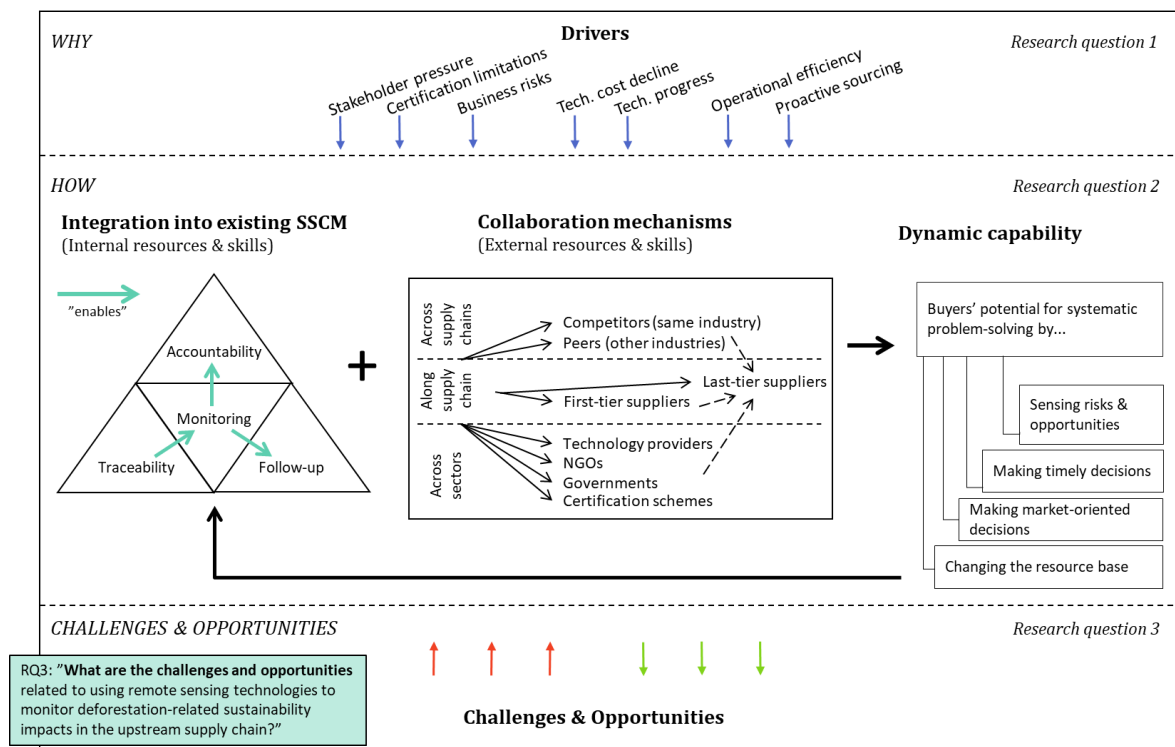 WHY
Drivers
Research question 1
Stakeholder pressure
Certification limitations
Business risks
Tech. cost decline
Tech. progress
Operational efficiency
Proactive sourcing
HOW
Research question 2
Integration into existing SSCM
(Internal resources & skills)
Collaboration mechanisms
(External resources & skills)
Dynamic capability
"enables"
Accountability
Monitoring
Traceability
Follow-up
+
Across
supply
chains
Competitors (same industry)
Peers (other industries)
Along
supply
chain
Last-tier suppliers
First-tier suppliers
Across
sectors
Technology providers
NGOs
Governments
Certification schemes
Buyers’ potential for systematic
problem-solving by...
Sensing risks &
opportunities
Making timely decisions
Making market-oriented
decisions
Changing the resource base
CHALLENGES & OPPORTUNITIES
Research question 3
RQ3: ”What are the challenges and opportunities
related to using remote sensing technologies to
monitor deforestation-related sustainability
impacts in the upstream supply chain?”
Challenges & Opportunities